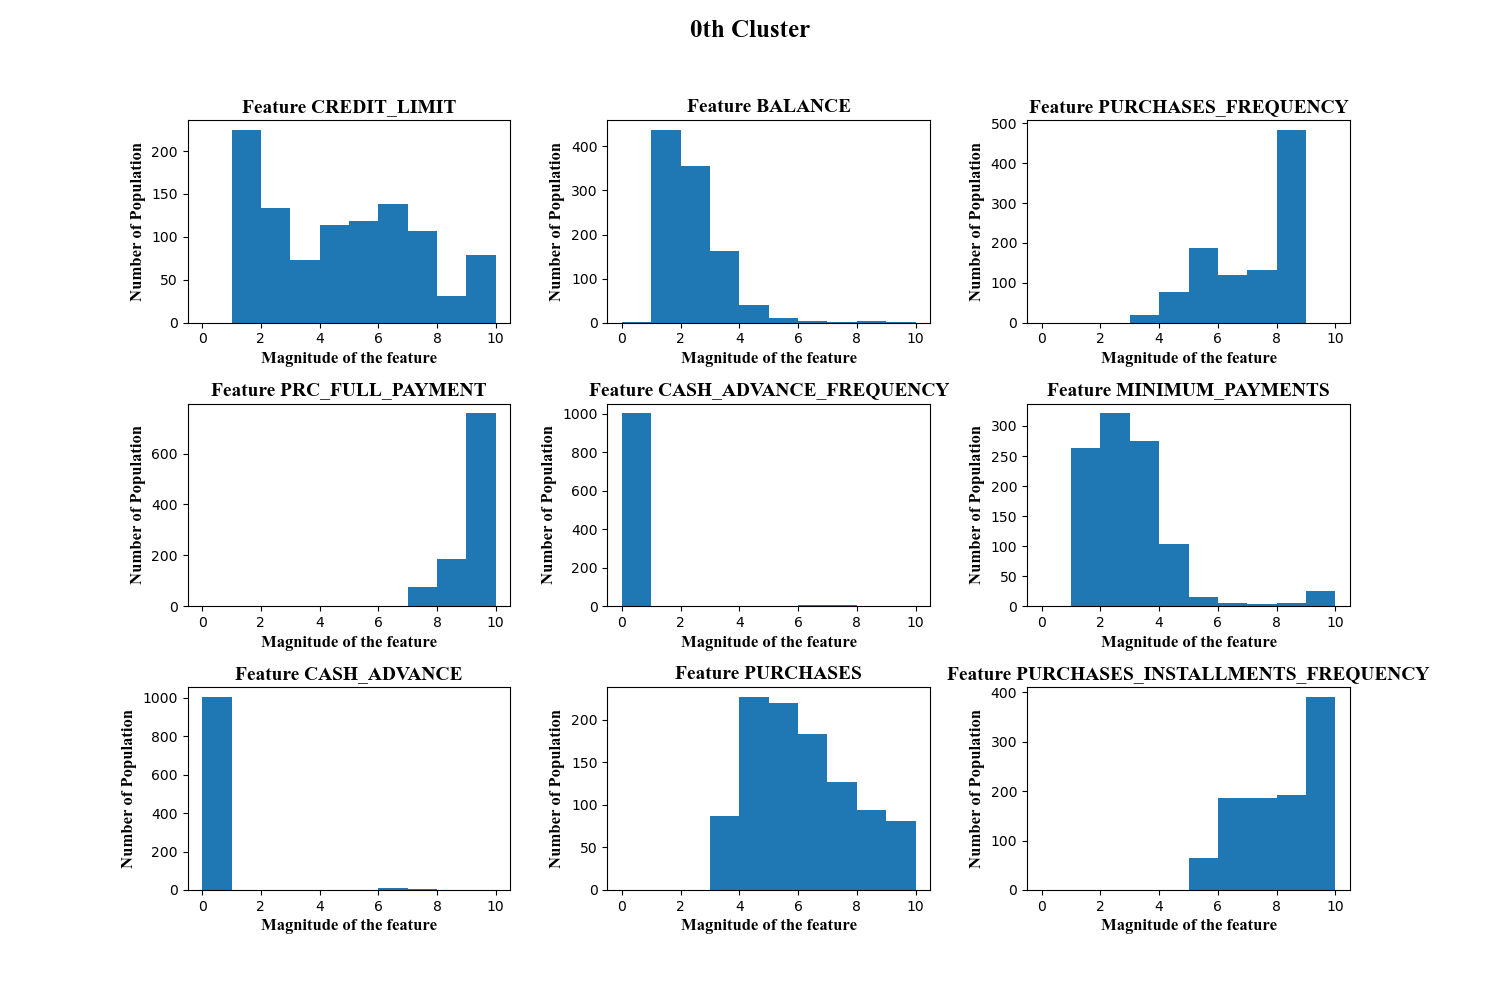 0th Cluster
Feature CREDIT_LIMIT
Number of Population
200
150
100
50
0
0 2 4 6 8 10
Magnitude of the feature
Feature BALANCE
Number of Population
400
300
200
100
0
0 2 4 6 8 10
Magnitude of the feature
Feature PURCHASES_FREQUENCY
Number of Population
500
400
300
200
100
0
0 2 4 6 8 10
Magnitude of the feature
Feature PRC_FULL_PAYMENT
Number of Population
600
400
200
0
0 2 4 6 8 10
Magnitude of the feature
Feature CASH_ADVANCE_FREQUENCY
Number of Population
1000
800
600
400
200
0
0 2 4 6 8 10
Magnitude of the feature
Feature MINIMUM_PAYMENTS
Number of Population
300
250
200
150
100
50
0
0 2 4 6 8 10
Magnitude of the feature
Feature CASH_ADVANCE
Number of Population
1000
800
600
400
200
0
0 2 4 6 8 10
Magnitude of the feature
Feature PURCHASES
Number of Population
200
150
100
50
0
0 2 4 6 8 10
Magnitude of the feature
Feature PURCHASES_INSTALLMENTS_FREQUENCY
Number of Population
400
300
200
100
0
0 2 4 6 8 10
Magnitude of the feature